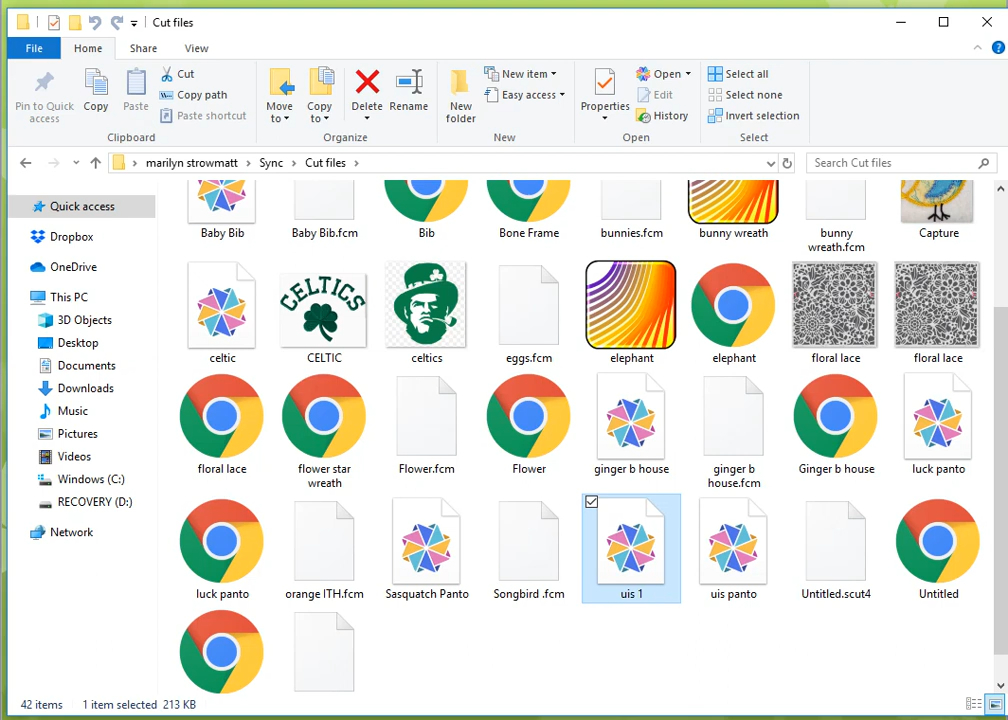 Cut files
File Home Share View
Pin to Quick access
Copy
Paste
Cut
Copy path
Paste shortcut
Clipboard
Move to
Copy to
Delete
Rename
Organize
New folder
New item
Easy access
New
Properties
Open
Edit
History
Open
Select all
Select none
Invert selection
Select
marilyn strowmatt > Sync > Cut files >
Search Cut files
Quick access
Dropbox
OneDrive
This PC
3D Objects
Desktop
Documents
Downloads
Music
Pictures
Videos
Windows (C:)
RECOVERY (D:)
Network
Baby Bib
Baby Bib.fcm
Bib
Bone Frame
bunnies.fcm
bunny wreath
bunny
wreath.fcm
Capture
CELTICS
celtic
CELTIC
celtics
eggs.fcm
elephant
elephant
floral lace
floral lace
floral lace
flower star
wreath
Flower.fcm
Flower
ginger b house
ginger b
house.fcm
Ginger b house
luck panto
luck panto
orange ITH.fcm
Sasquatch Panto
Songbird .fcm
uis 1
uis panto
Untitled.scut4
Untitled
42 items 1 item selected 213 KB